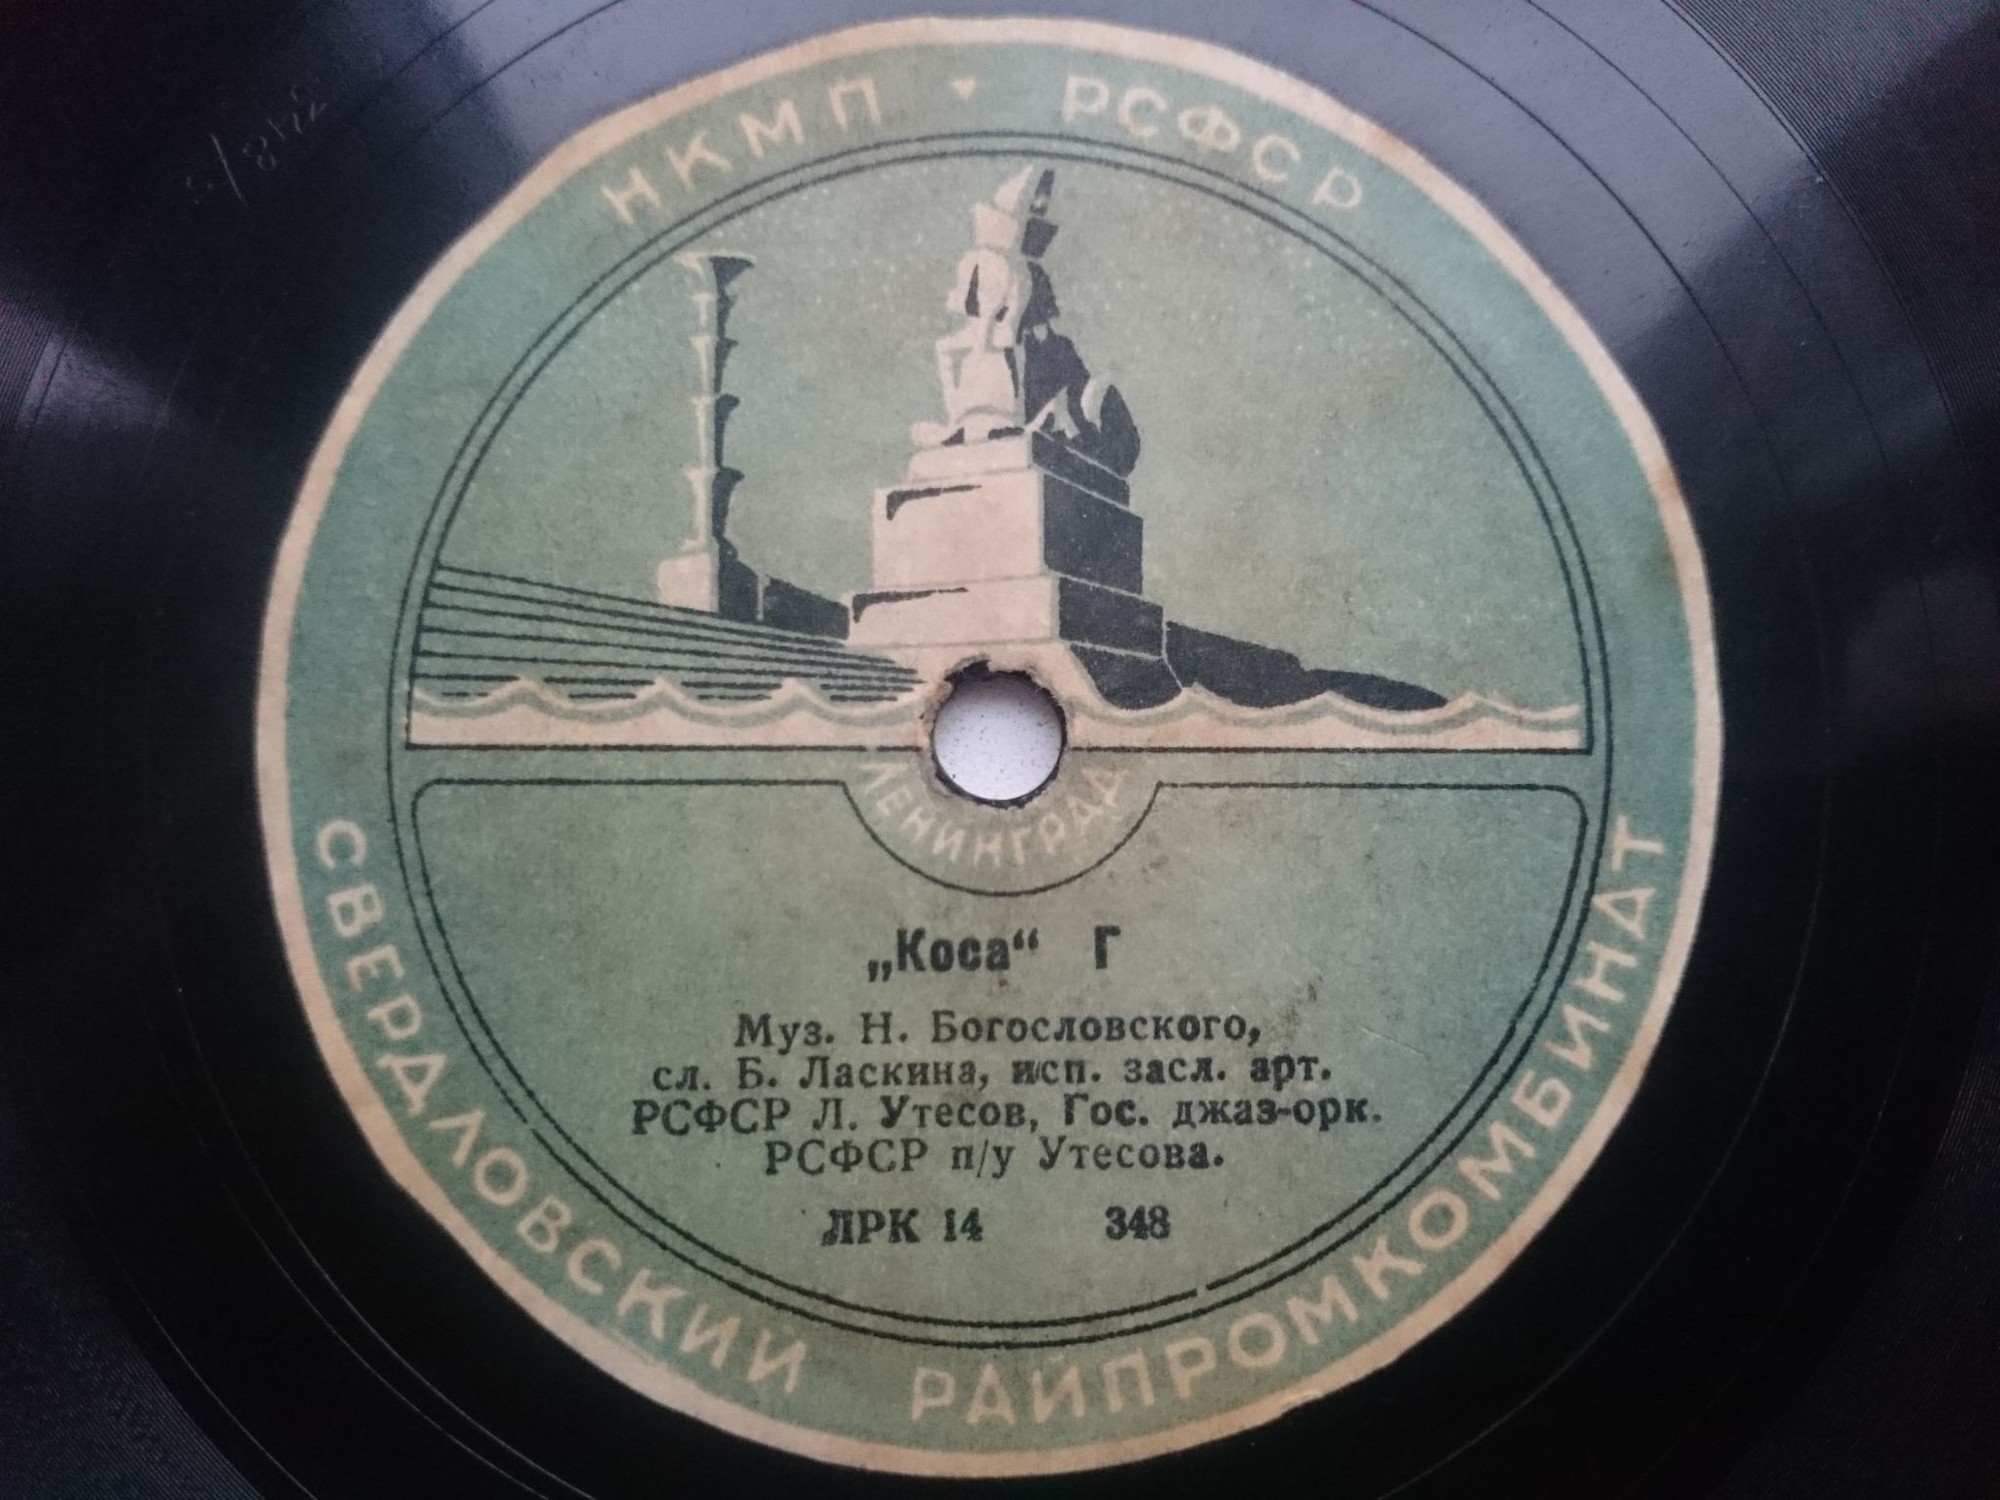 НКМП • РСФСР
ЛЕНИНГРАД
„Коса“ Г
Муз. Н. Богословского,
сл. Б. Ласкина, исп. засл. арт.
РСФСР Л. Утесов, Гос. джаз-орк.
РСФСР п/у Утесова.
ЛРК 14 348
СВЕРДЛОВСКИЙ РАЙПРОМКОМБИНАТ